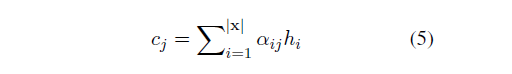 c_j = \sum_{i=1}^{|\mathbf{x}|} \alpha_{ij} h_i (5)